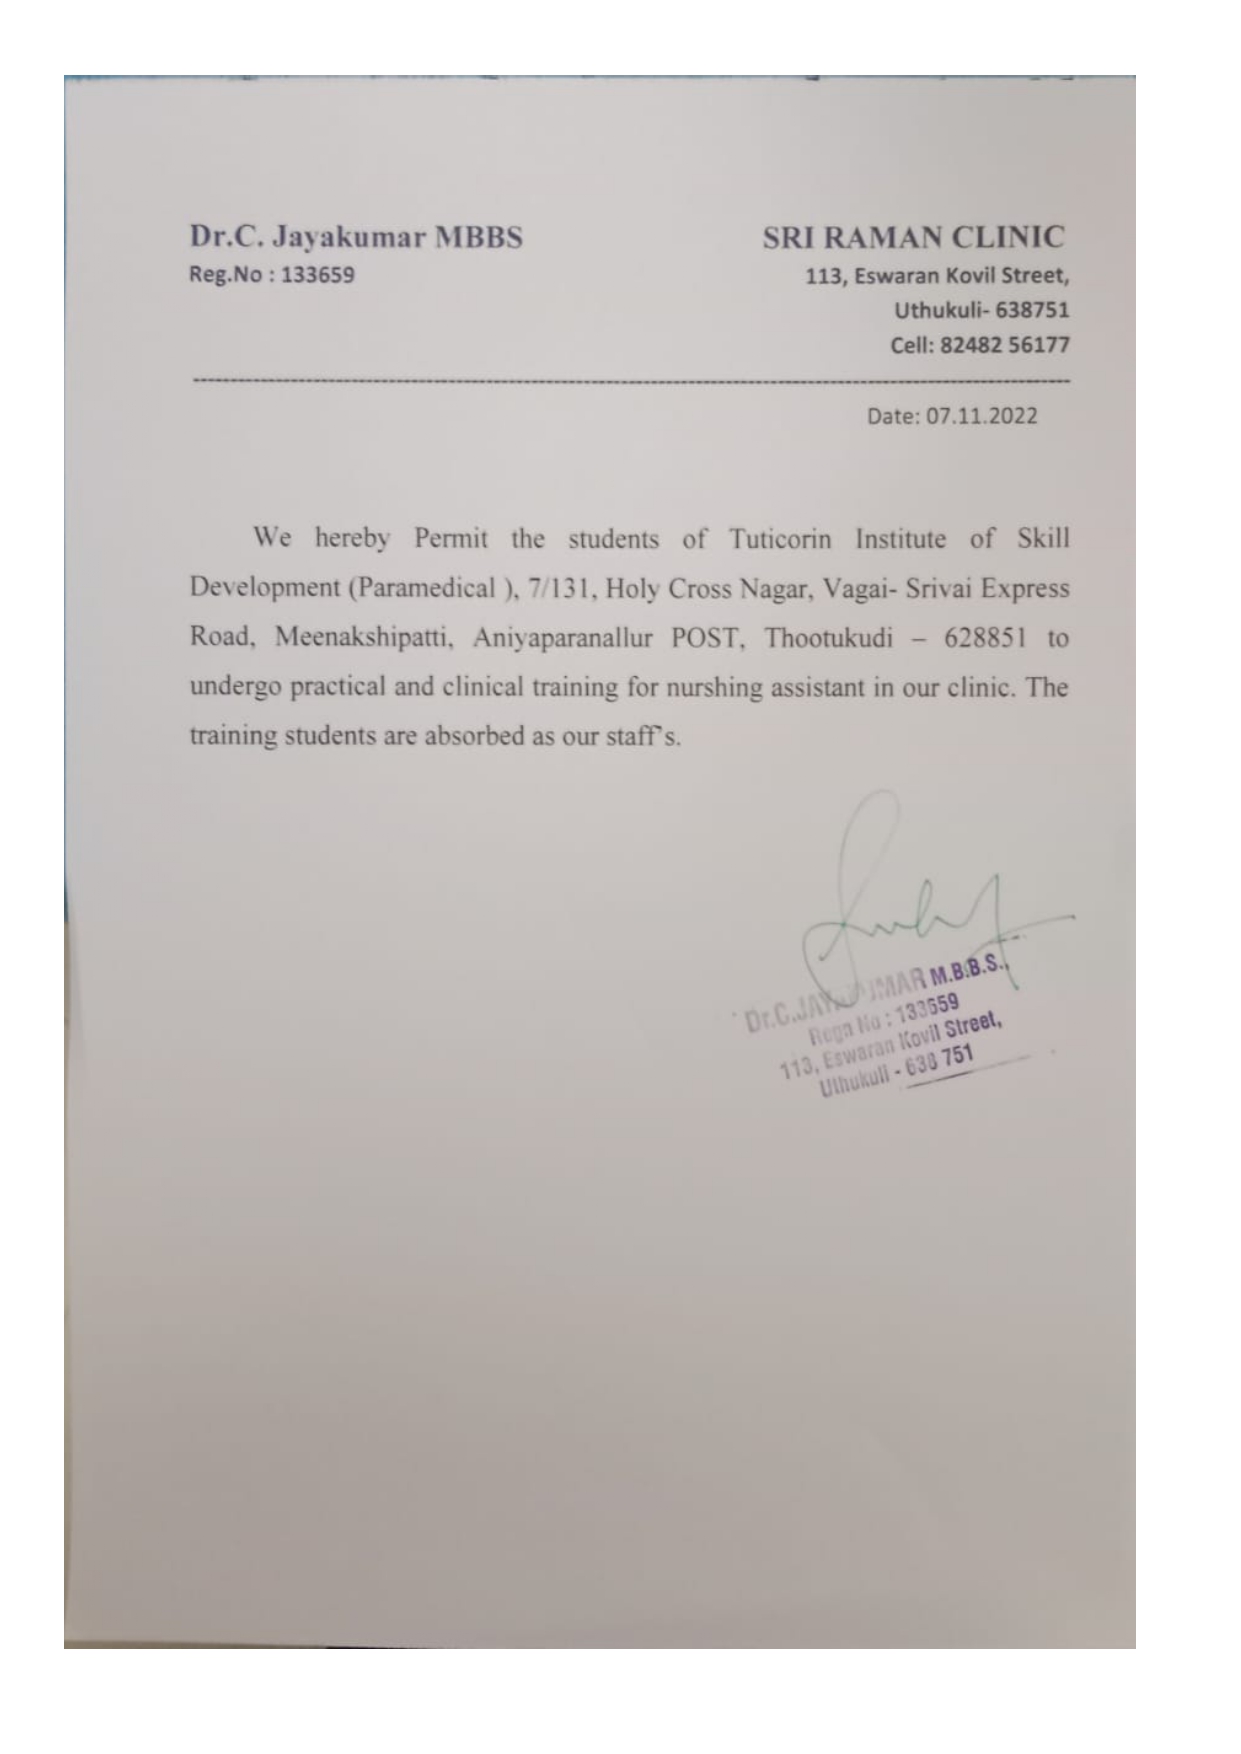 Dr.C. Jayakumar MBBS
SRI RAMAN CLINIC
Reg.No : 133659
113, Eswaran Kovil Street,
Uthukuli- 638751
Cell: 82482 56177
Date: 07.11.2022
We hereby Permit the students of Tuticorin Institute of Skill
Development (Paramedical ), 7/131, Holy Cross Nagar, Vagai- Srivai Express
Road, Meenakshipatti, Aniyaparanallur POST, Thootukudi – 628851 to
undergo practical and clinical training for nurshing assistant in our clinic. The
training students are absorbed as our staff's.
Dr.C.JAYAKUMAR M.B.B.S.,
Regn No : 133659
113, Eswaran Kovil Street,
Uthukuli - 638 751